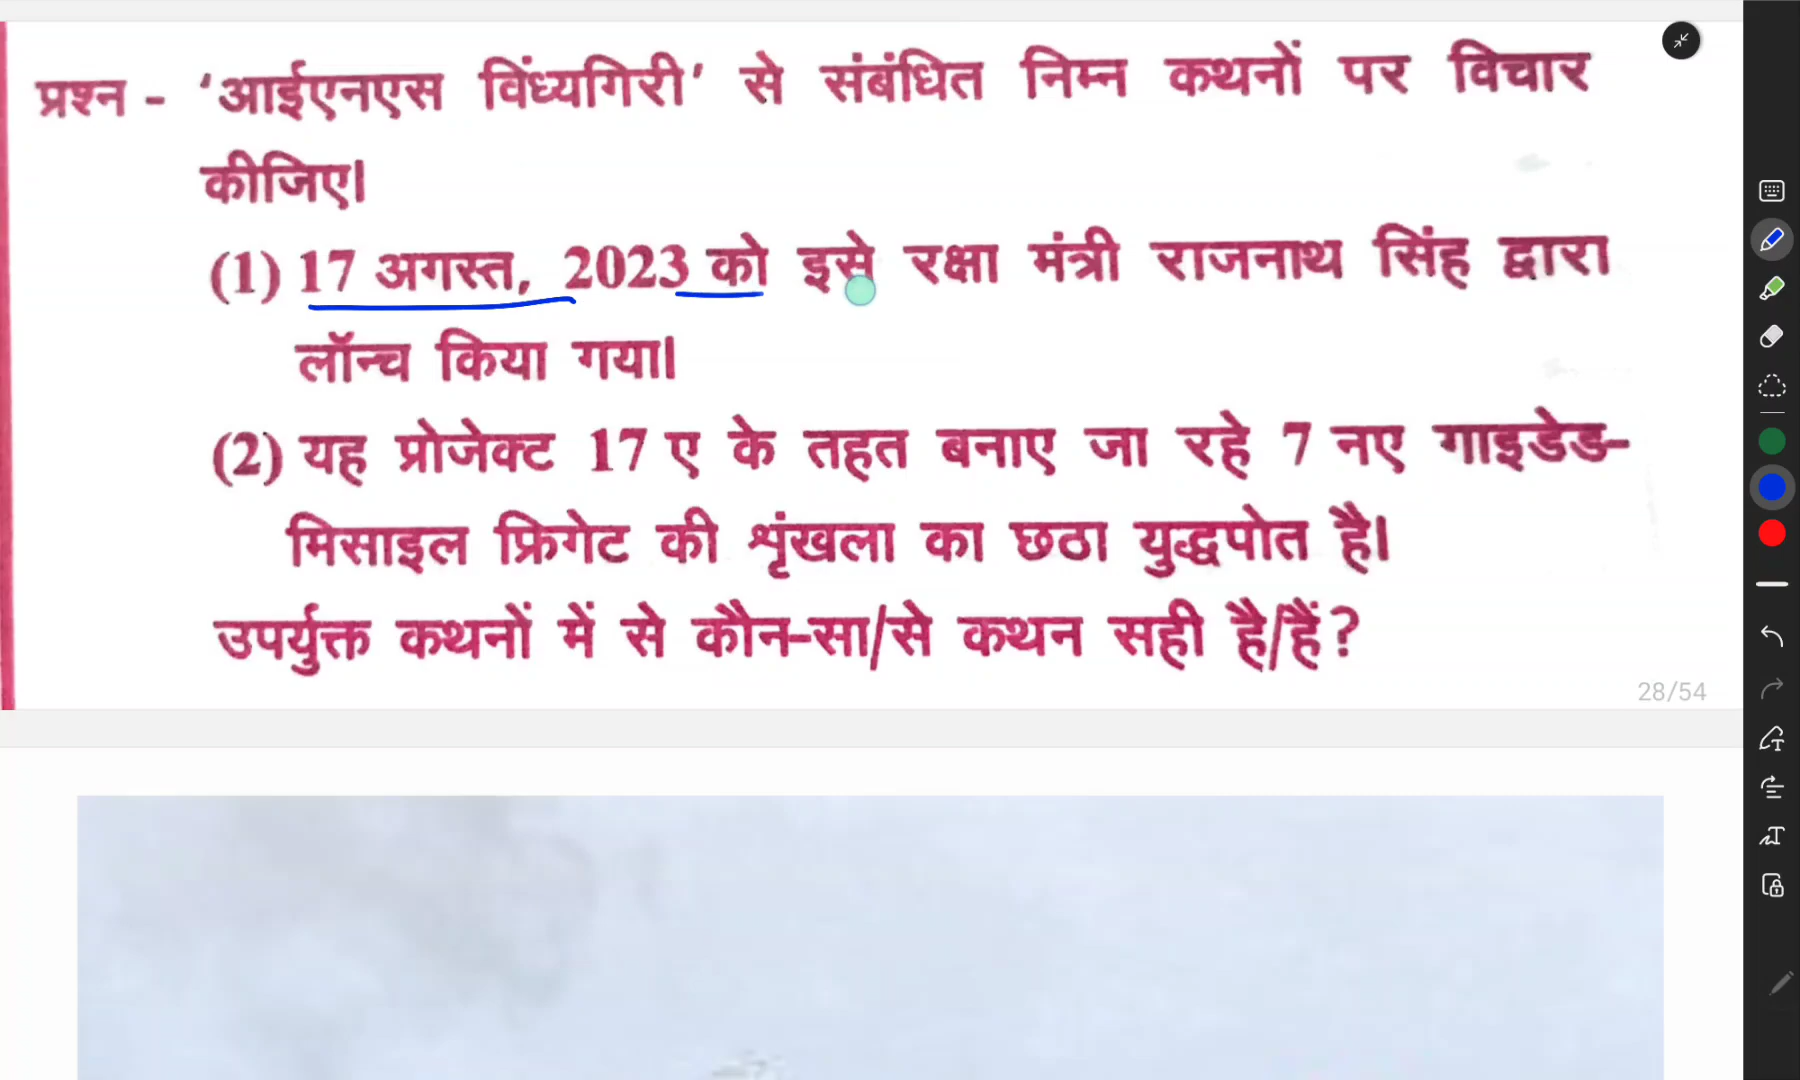 प्रश्न - ‘आईएनएस विंध्यगिरी’ से संबंधित निम्न कथनों पर विचार
कीजिए।
(1) 17 अगस्त, 2023 को इसे रक्षा मंत्री राजनाथ सिंह द्वारा
लॉन्च किया गया।
(2) यह प्रोजेक्ट 17 ए के तहत बनाए जा रहे 7 नए गाइडेड-
मिसाइल फ्रिगेट की शृंखला का छठा युद्धपोत है।
उपर्युक्त कथनों में से कौन-सा/से कथन सही है/हैं?
28/54